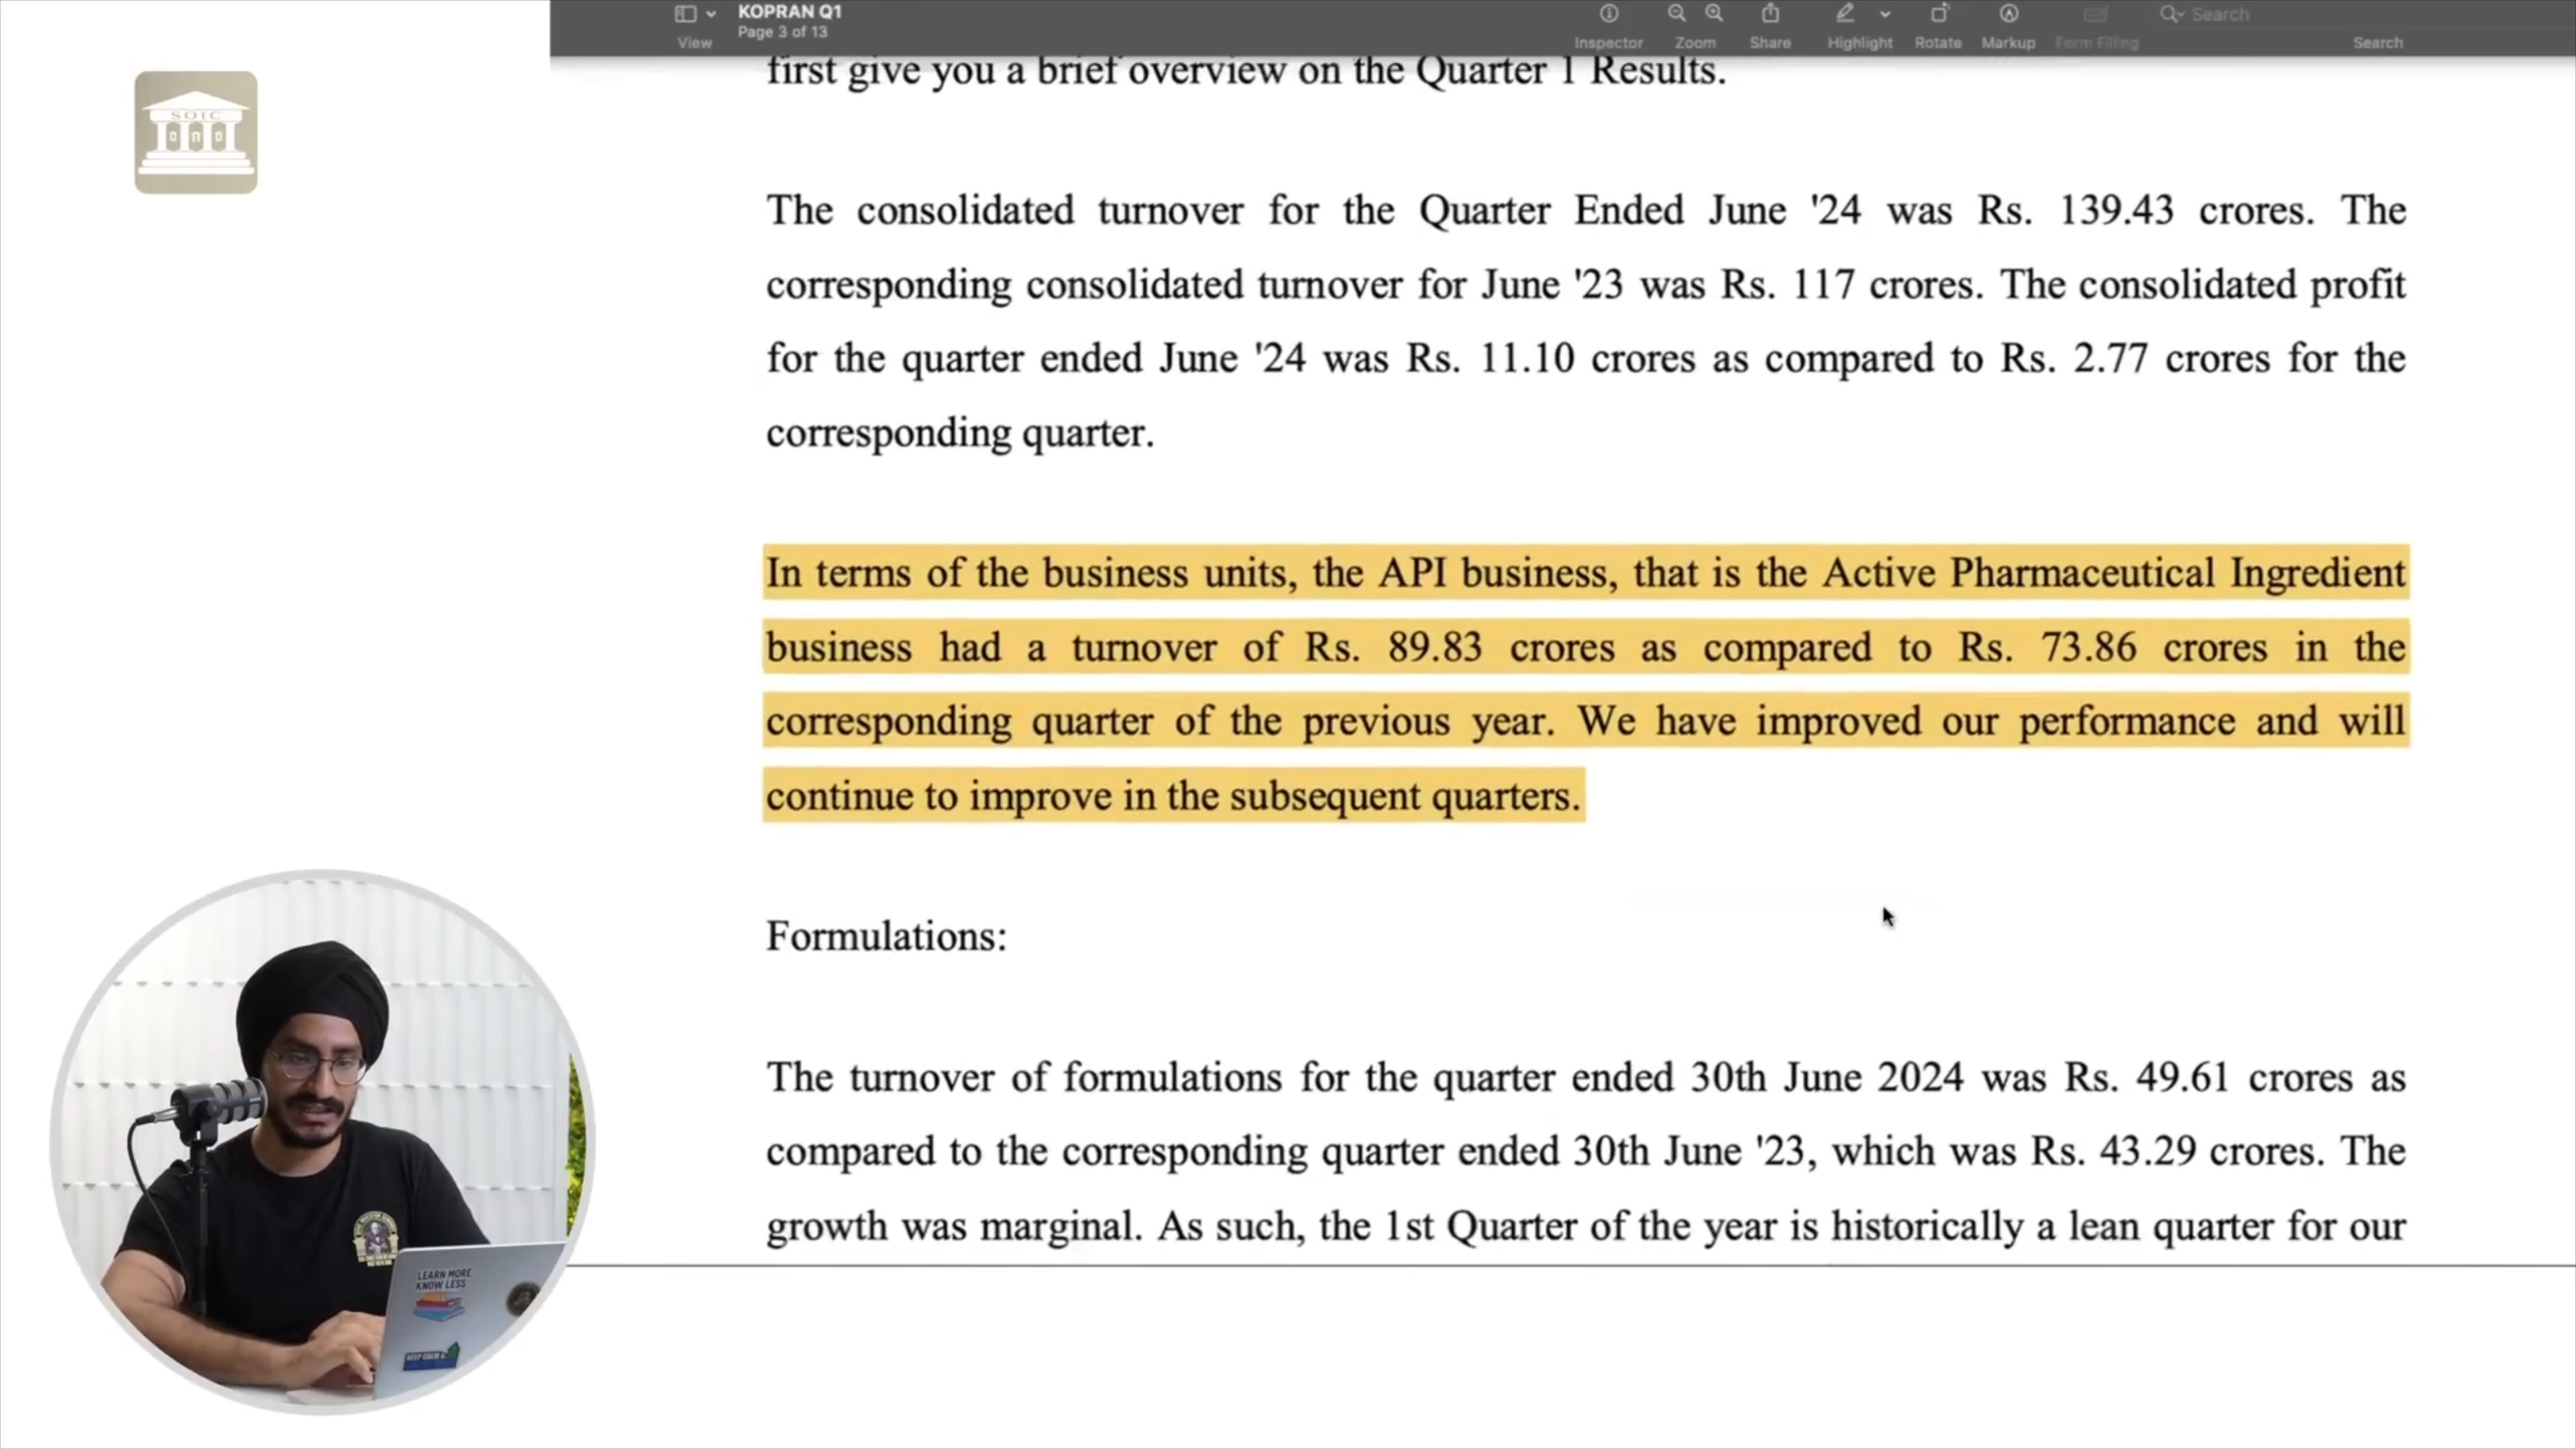 KOPRAN Q1
Page 3 of 13
View
Inspector
Zoom
Share
Highlight
Rotate
Markup
Form Filling
Search
Search
SOIC
first give you a brief overview on the Quarter 1 Results.
The consolidated turnover for the Quarter Ended June '24 was Rs. 139.43 crores. The
corresponding consolidated turnover for June '23 was Rs. 117 crores. The consolidated profit
for the quarter ended June '24 was Rs. 11.10 crores as compared to Rs. 2.77 crores for the
corresponding quarter.
In terms of the business units, the API business, that is the Active Pharmaceutical Ingredient
business had a turnover of Rs. 89.83 crores as compared to Rs. 73.86 crores in the
corresponding quarter of the previous year. We have improved our performance and will
continue to improve in the subsequent quarters.
Formulations:
The turnover of formulations for the quarter ended 30th June 2024 was Rs. 49.61 crores as
compared to the corresponding quarter ended 30th June '23, which was Rs. 43.29 crores. The
growth was marginal. As such, the 1st Quarter of the year is historically a lean quarter for our
LEARN MORE
KNOW LESS